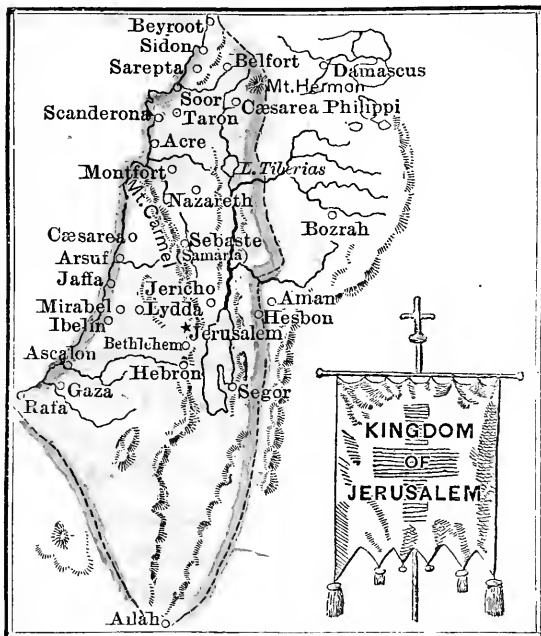 Beyroot
Sidon
Sarepta
Belfort
Damascus
Mt. Hermon
Soor
Taron
Cæsarea Philippi
Scanderona
Acre
Montfort
L. Tiberias
Mt. Carmel
Nazareth
Bozrah
Cæsarea
Sebaste
(Samaria)
Arsuf
Jaffa
Jericho
Aman
Mirabel
Lydda
Hesbon
Ibelin
Jerusalem
Bethlehem
Ascalon
Hebron
Gaza
Segor
Rafa
KINGDOM
OF
JERUSALEM
Ailah